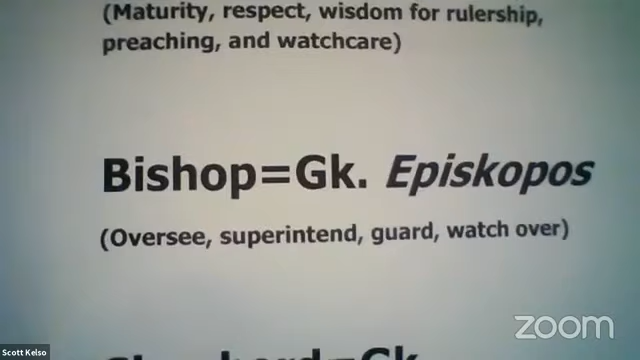 (Maturity, respect, wisdom for rulership,
preaching, and watchcare)
Bishop=Gk. Episkopos
(Oversee, superintend, guard, watch over)
Scott Kelso
zoom